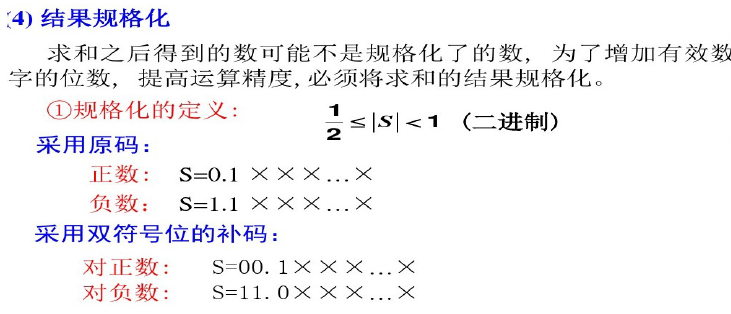 (4) 结果规格化
求和之后得到的数可能不是规格化了的数, 为了增加有效数
字的位数, 提高运算精度,必须将求和的结果规格化。
①规格化的定义: 1/2 ≤|S|<1 (二进制)
采用原码:
正数: S=0.1 ×××…×
负数: S=1.1 ×××…×
采用双符号位的补码:
对正数: S=00.1×××…×
对负数: S=11.0×××…×